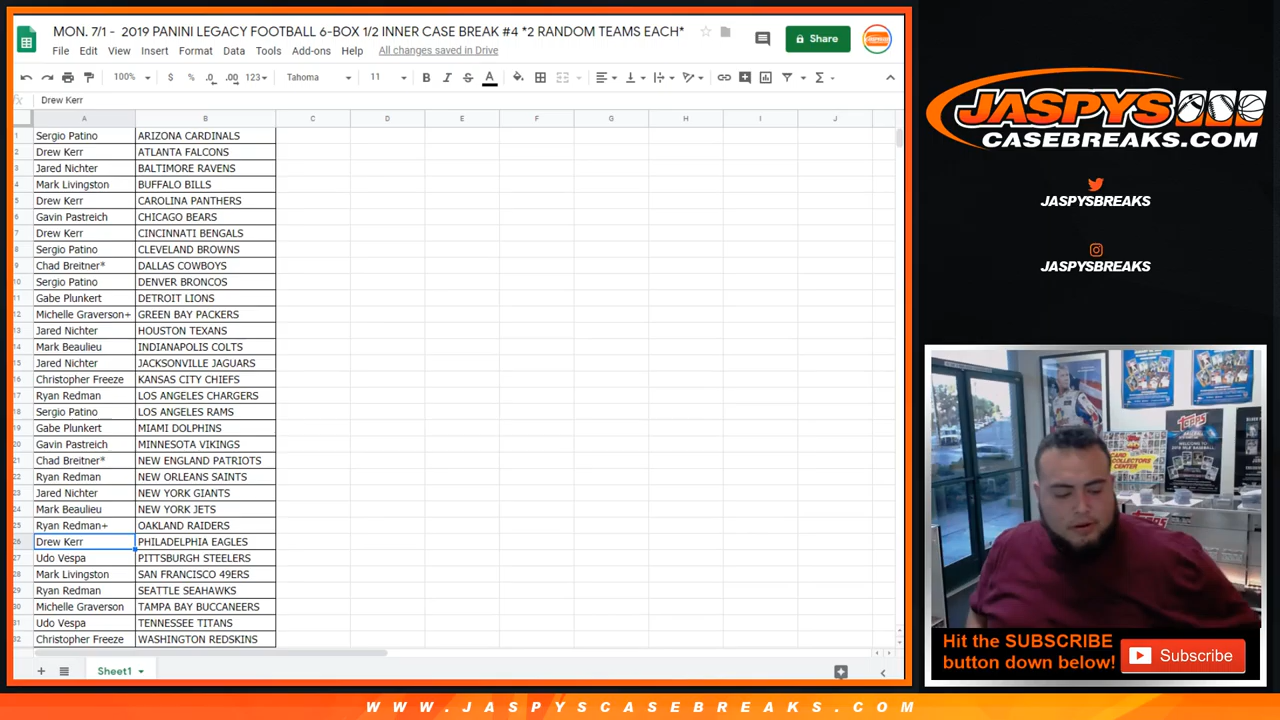 MON. 7/1 - 2019 PANINI LEGACY FOOTBALL 6-BOX 1/2 INNER CASE BREAK #4 *2 RANDOM TEAMS EACH*
File Edit View Insert Format Data Tools Add-ons Help All changes saved in Drive
Share
100% $ % .0 .00 123 Tahoma 11 B I S A
fx Drew Kerr
A B C D E F G H I J
1 Sergio Patino ARIZONA CARDINALS
2 Drew Kerr ATLANTA FALCONS
3 Jared Nichter BALTIMORE RAVENS
4 Mark Livingston BUFFALO BILLS
5 Drew Kerr CAROLINA PANTHERS
6 Gavin Pastreich CHICAGO BEARS
7 Drew Kerr CINCINNATI BENGALS
8 Sergio Patino CLEVELAND BROWNS
9 Chad Breitner* DALLAS COWBOYS
10 Sergio Patino DENVER BRONCOS
11 Gabe Plunkert DETROIT LIONS
12 Michelle Graverson+ GREEN BAY PACKERS
13 Jared Nichter HOUSTON TEXANS
14 Mark Beaulieu INDIANAPOLIS COLTS
15 Jared Nichter JACKSONVILLE JAGUARS
16 Christopher Freeze KANSAS CITY CHIEFS
17 Ryan Redman LOS ANGELES CHARGERS
18 Sergio Patino LOS ANGELES RAMS
19 Gabe Plunkert MIAMI DOLPHINS
20 Gavin Pastreich MINNESOTA VIKINGS
21 Chad Breitner* NEW ENGLAND PATRIOTS
22 Ryan Redman NEW ORLEANS SAINTS
23 Jared Nichter NEW YORK GIANTS
24 Mark Beaulieu NEW YORK JETS
25 Ryan Redman+ OAKLAND RAIDERS
26 Drew Kerr PHILADELPHIA EAGLES
27 Udo Vespa PITTSBURGH STEELERS
28 Mark Livingston SAN FRANCISCO 49ERS
29 Ryan Redman SEATTLE SEAHAWKS
30 Michelle Graverson TAMPA BAY BUCCANEERS
31 Udo Vespa TENNESSEE TITANS
32 Christopher Freeze WASHINGTON REDSKINS
Sheet1
JASPYS
CASEBREAKS.COM
JASPYSBREAKS
JASPYSBREAKS
topps
CARD COLLECTORS CENTER
Hit the SUBSCRIBE
button down below!
Subscribe
WWW.JASPYSCASEBREAKS.COM